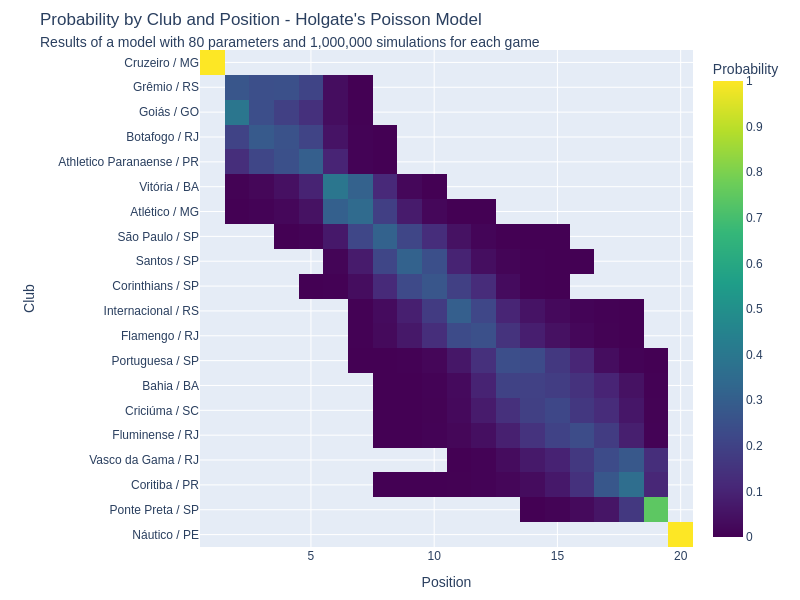 Probability by Club and Position - Holgate's Poisson Model
Results of a model with 80 parameters and 1,000,000 simulations for each game
Probability
Club
Cruzeiro / MG
Grêmio / RS
Goiás / GO
Botafogo / RJ
Athletico Paranaense / PR
Vitória / BA
Atlético / MG
São Paulo / SP
Santos / SP
Corinthians / SP
Internacional / RS
Flamengo / RJ
Portuguesa / SP
Bahia / BA
Criciúma / SC
Fluminense / RJ
Vasco da Gama / RJ
Coritiba / PR
Ponte Preta / SP
Náutico / PE
1
0.9
0.8
0.7
0.6
0.5
0.4
0.3
0.2
0.1
0
5 10 15 20
Position